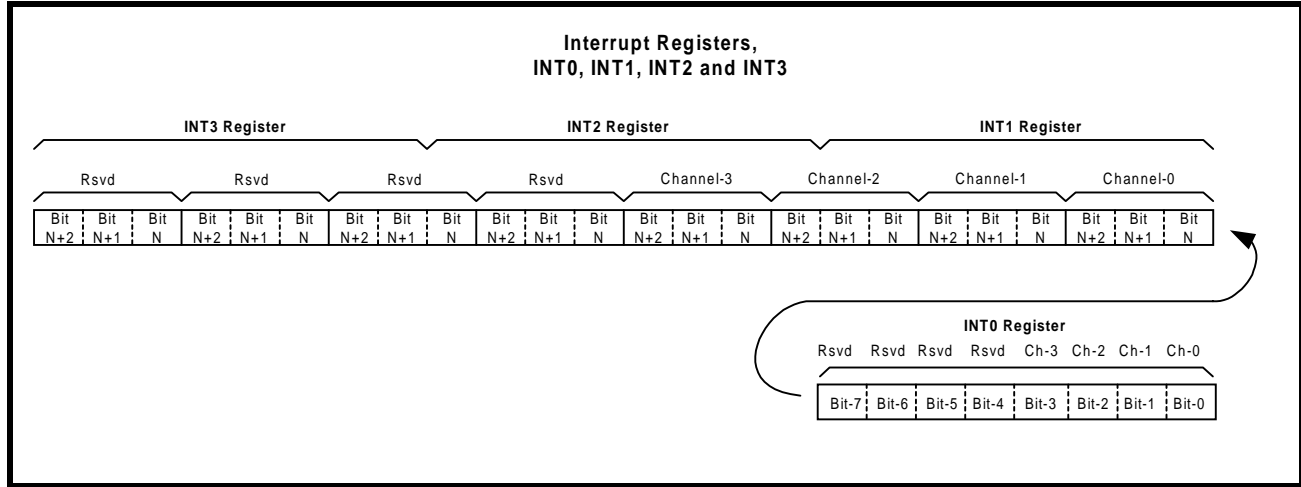 Interrupt Registers,
INT0, INT1, INT2 and INT3
INT3 Register INT2 Register INT1 Register
Rsvd Rsvd Rsvd Rsvd Channel-3 Channel-2 Channel-1 Channel-0
Bit Bit Bit Bit Bit Bit Bit Bit Bit Bit Bit Bit Bit Bit Bit Bit Bit Bit Bit Bit Bit Bit Bit Bit
N+2 N+1 N N+2 N+1 N N+2 N+1 N N+2 N+1 N N+2 N+1 N N+2 N+1 N N+2 N+1 N N+2 N+1 N
INT0 Register
Rsvd Rsvd Rsvd Rsvd Ch-3 Ch-2 Ch-1 Ch-0
Bit-7 Bit-6 Bit-5 Bit-4 Bit-3 Bit-2 Bit-1 Bit-0